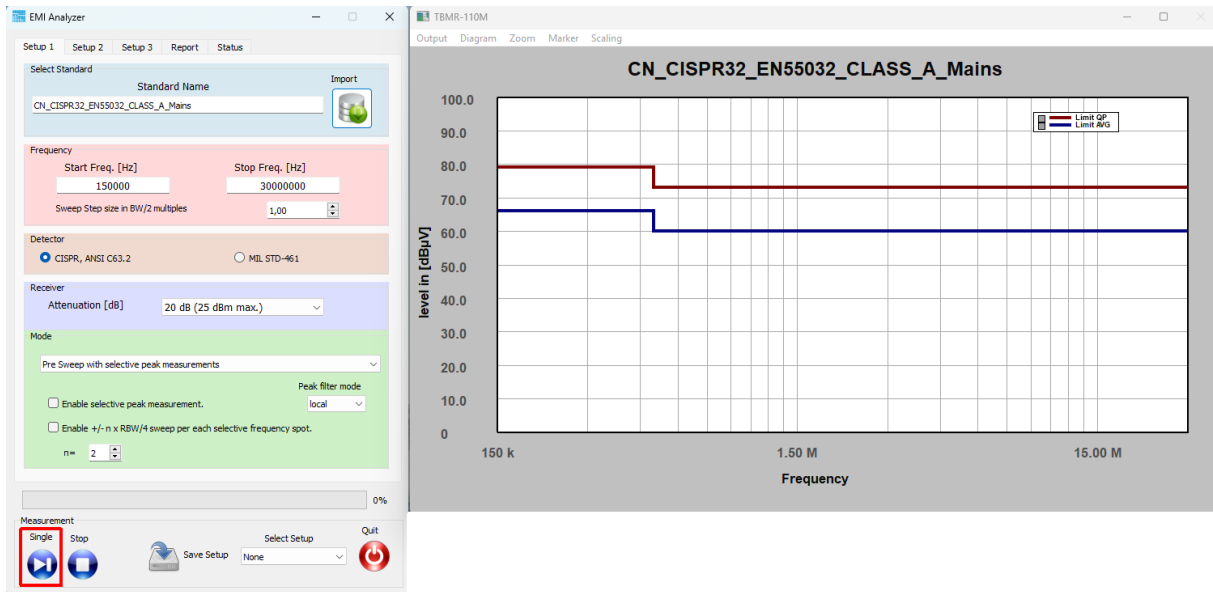 EMI Analyzer
Setup 1 Setup 2 Setup 3 Report Status
Select Standard
Standard Name
Import
CN_CISPR32_EN55032_CLASS_A_Mains
Frequency
Start Freq. [Hz] Stop Freq. [Hz]
150000 30000000
Sweep Step size in BW/2 multiples 1,00
Detector
CISPR, ANSI C63.2 MIL STD-461
Receiver
Attenuation [dB] 20 dB (25 dBm max.)
Mode
Pre Sweep with selective peak measurements
Peak filter mode
Enable selective peak measurement. local
Enable +/- n x RBW/4 sweep per each selective frequency spot.
n= 2
0%
Measurement
Single Stop Save Setup Select Setup Quit
None
TBMR-110M
Output Diagram Zoom Marker Scaling
CN_CISPR32_EN55032_CLASS_A_Mains
Limit QP
Limit AVG
100.0
90.0
80.0
70.0
60.0
50.0
40.0
30.0
20.0
10.0
0
level in [dBµV]
150 k 1.50 M 15.00 M
Frequency